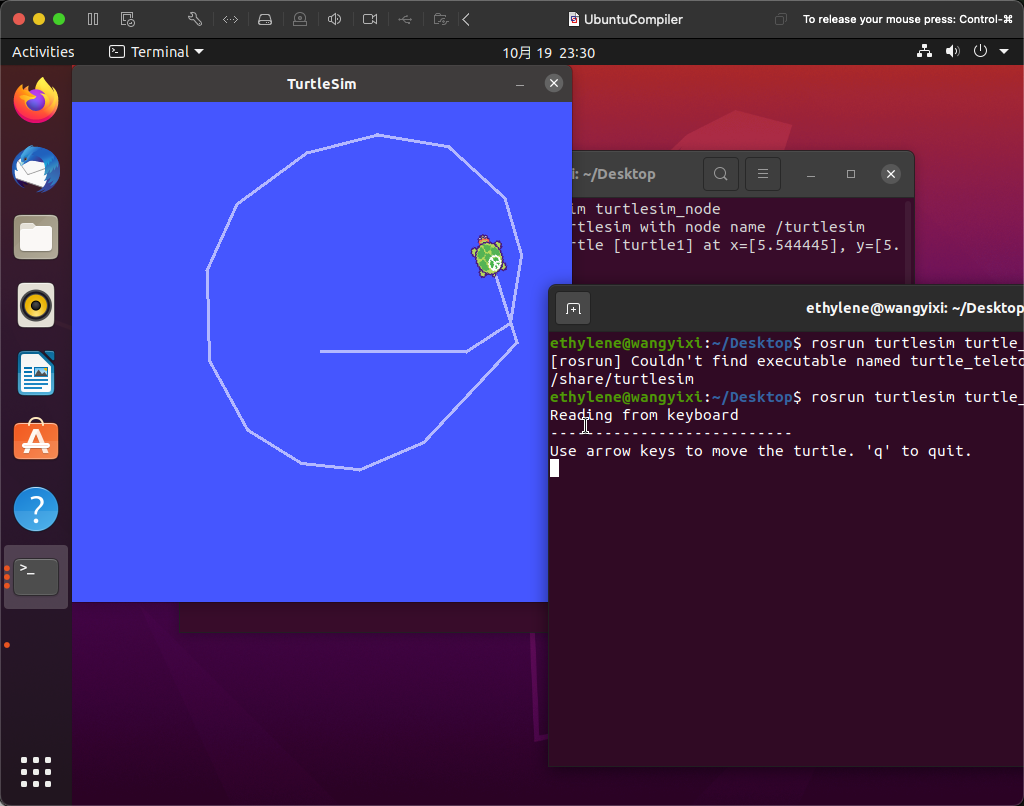 UbuntuCompiler
To release your mouse press: Control-⌘
Activities
Terminal
10月 19 23:30
TurtleSim
i: ~/Desktop
im turtlesim_node
rtlesim with node name /turtlesim
rtle [turtle1] at x=[5.544445], y=[5.
ethylene@wangyixi: ~/Desktop
ethylene@wangyixi:~/Desktop$ rosrun turtlesim turtle_
[rosrun] Couldn't find executable named turtle_teleto
/share/turtlesim
ethylene@wangyixi:~/Desktop$ rosrun turtlesim turtle_
Reading from keyboard
---------------------------
Use arrow keys to move the turtle. 'q' to quit.
>_